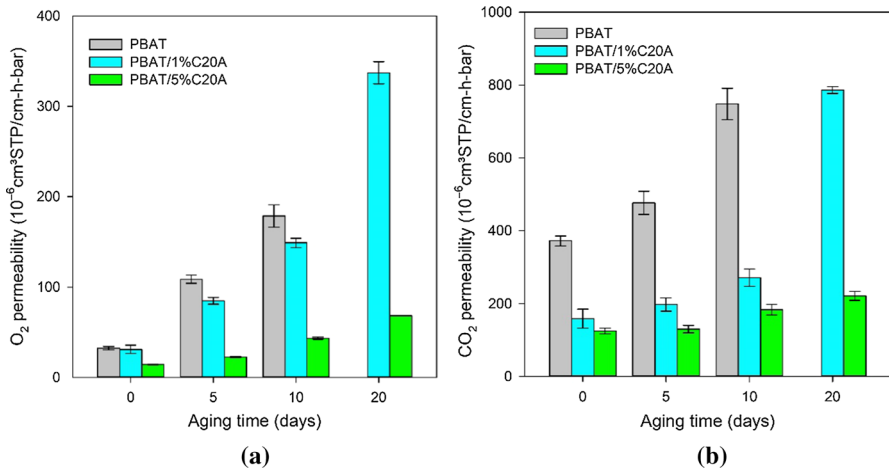 PBAT
PBAT/1%C20A
PBAT/5%C20A
O₂ permeability (10⁻⁶cm³STP/cm-h-bar)
400
300
200
100
0
0 5 10 20
Aging time (days)
(a)
PBAT
PBAT/1%C20A
PBAT/5%C20A
CO₂ permeability (10⁻⁶cm³STP/cm-h-bar)
1000
800
600
400
200
0
0 5 10 20
Aging time (days)
(b)